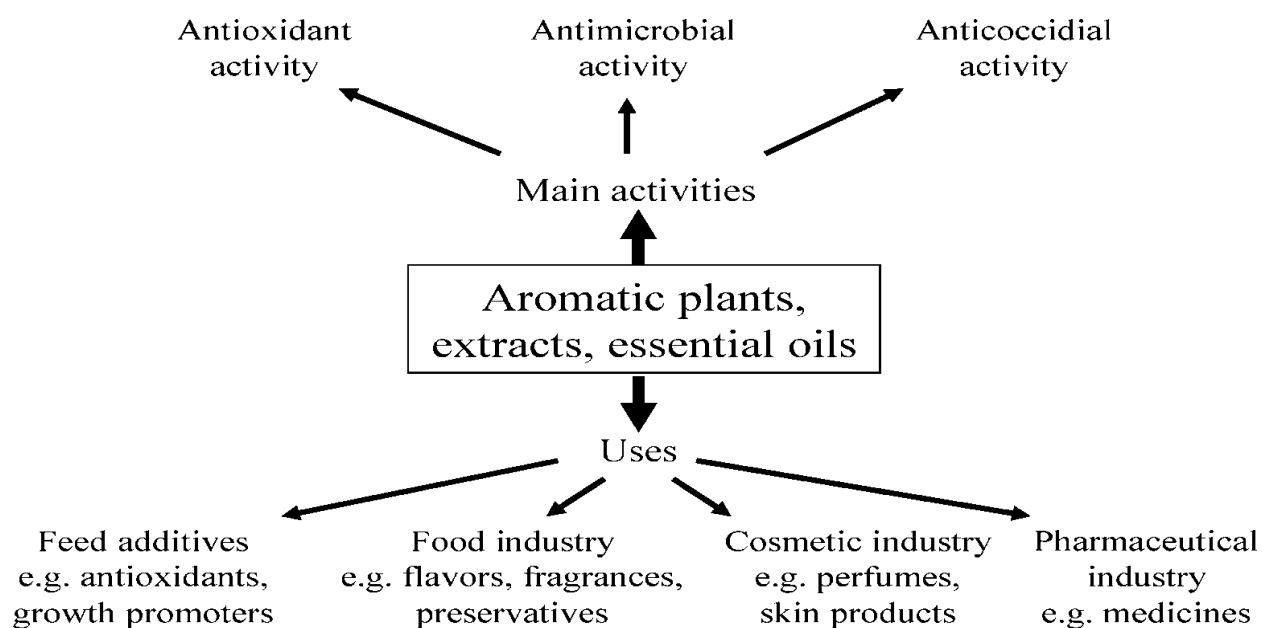 Antioxidant
activity
Antimicrobial
activity
Anticoccidial
activity
Main activities
Aromatic plants,
extracts, essential oils
Uses
Feed additives
e.g. antioxidants,
growth promoters
Food industry
e.g. flavors, fragrances,
preservatives
Cosmetic industry
e.g. perfumes,
skin products
Pharmaceutical
industry
e.g. medicines